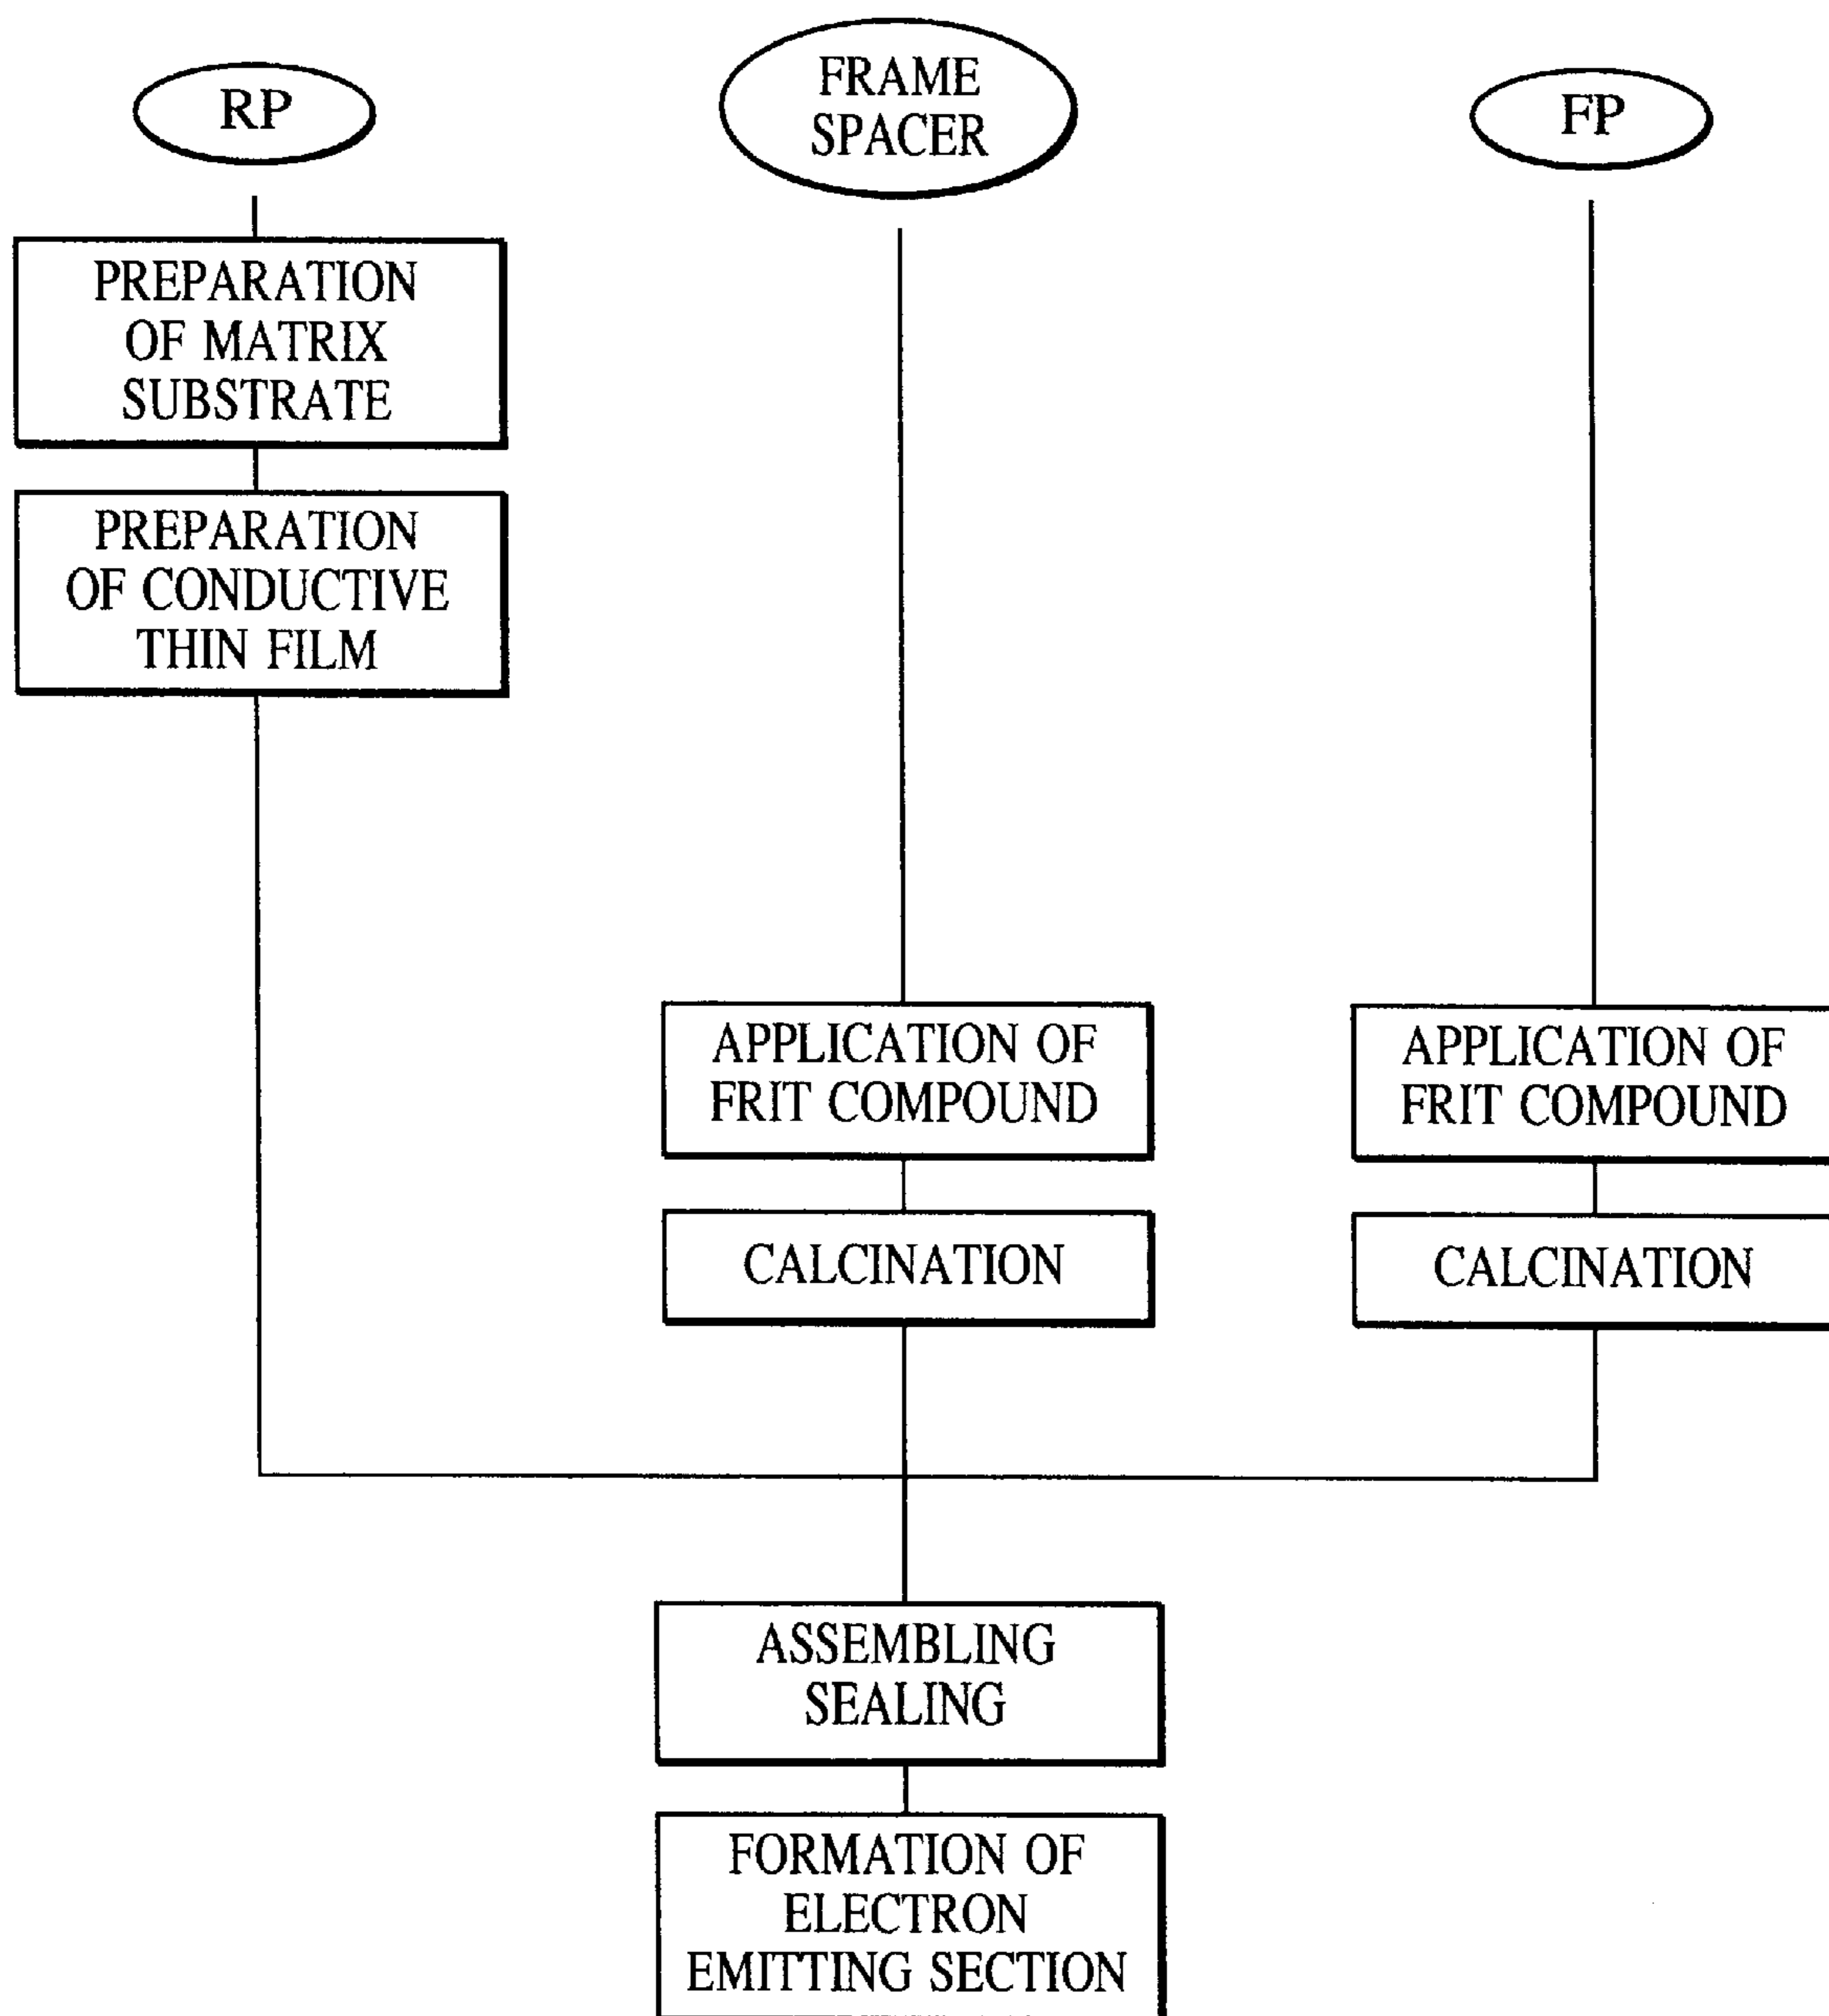 RP
FRAME
SPACER
FP
PREPARATION
OF MATRIX
SUBSTRATE
PREPARATION
OF CONDUCTIVE
THIN FILM
APPLICATION OF
FRIT COMPOUND
APPLICATION OF
FRIT COMPOUND
CALCINATION
CALCINATION
ASSEMBLING
SEALING
FORMATION OF
ELECTRON
EMITTING SECTION